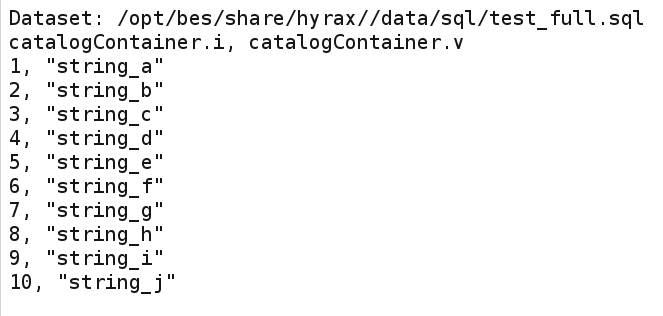 Dataset: /opt/bes/share/hyrax//data/sql/test_full.sql
catalogContainer.i, catalogContainer.v
1, "string_a"
2, "string_b"
3, "string_c"
4, "string_d"
5, "string_e"
6, "string_f"
7, "string_g"
8, "string_h"
9, "string_i"
10, "string_j"